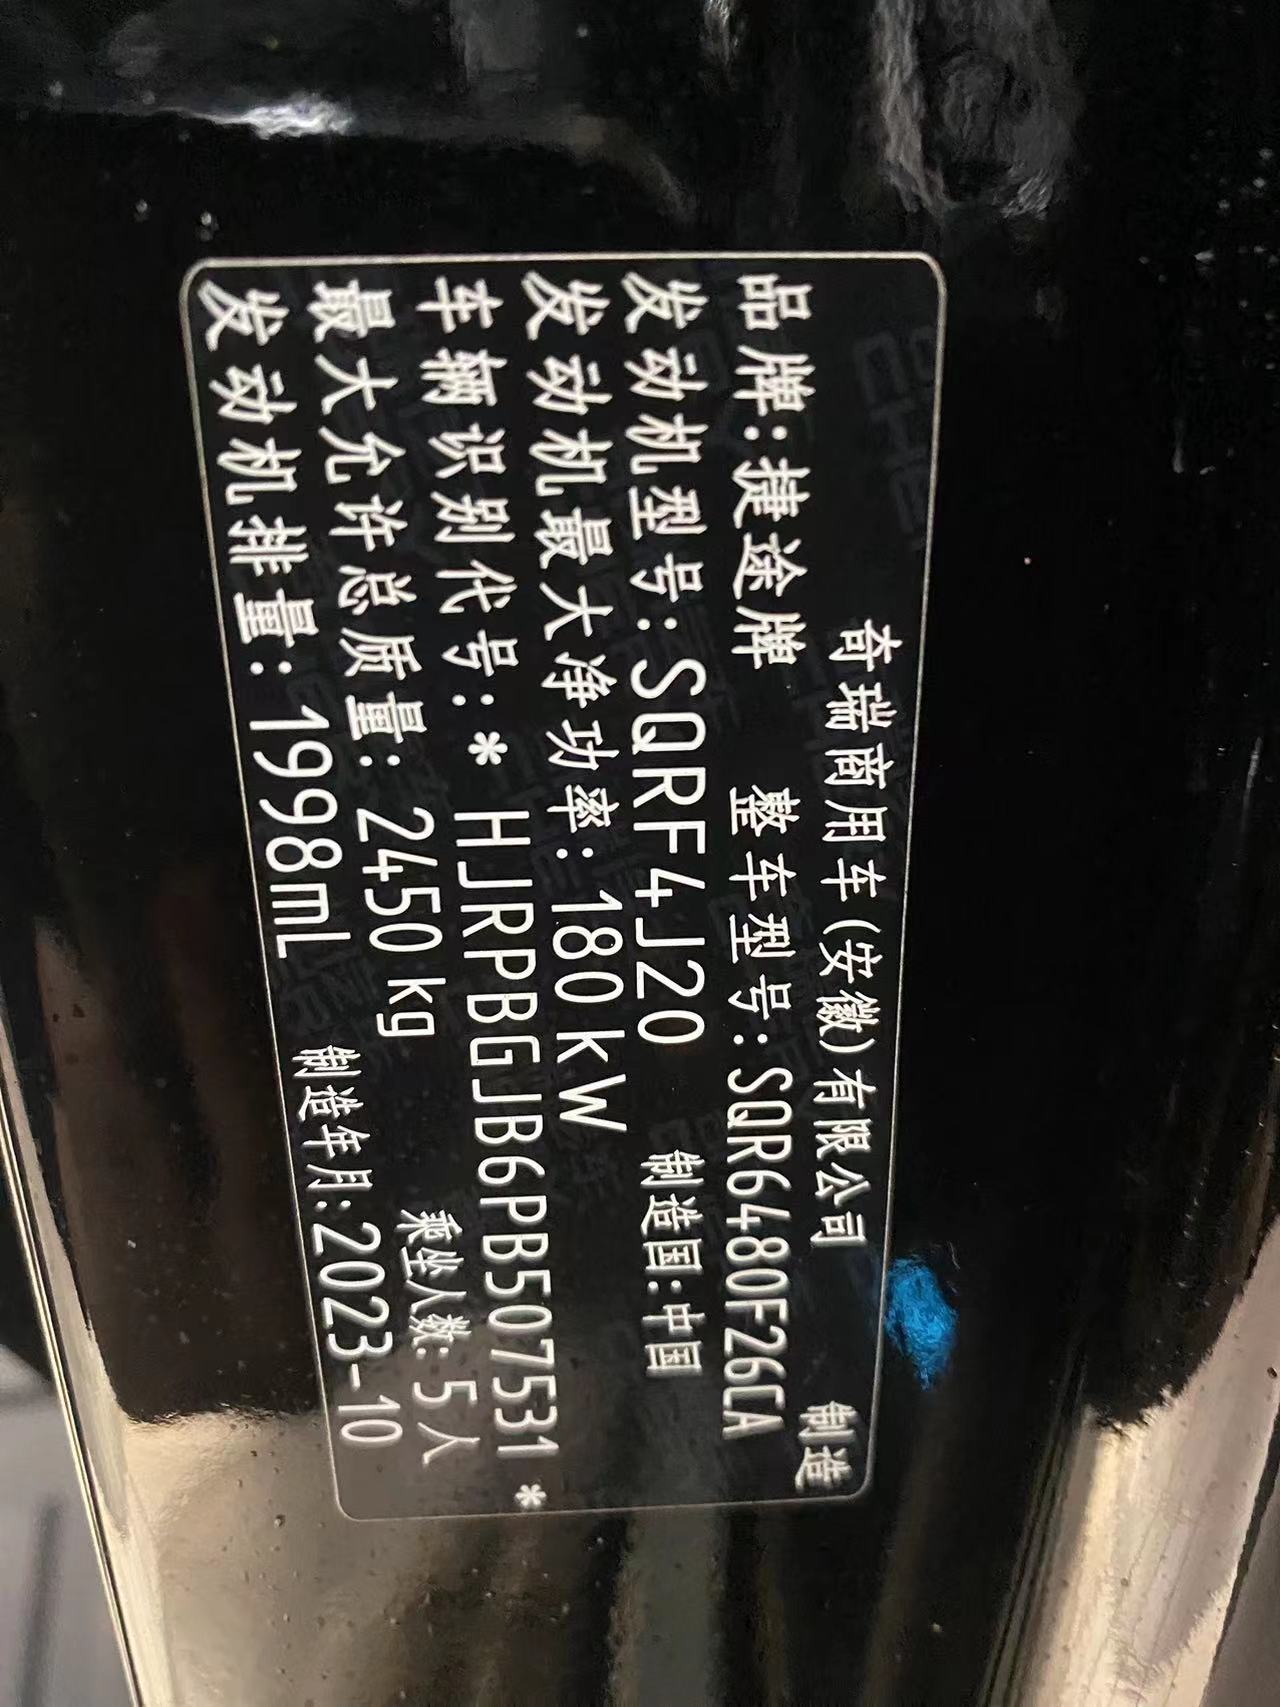 奇瑞商用车(安徽)有限公司 制造
品牌:捷途牌 整车型号:SQR6480F26CA
发动机型号:SQRF4J20 制造国:中国
发动机最大净功率:180kW
车辆识别代号:* HJRPBGJB6PB507531 *
最大允许总质量:2450kg 乘坐人数:5人
发动机排量:1998mL 制造年月:2023-10